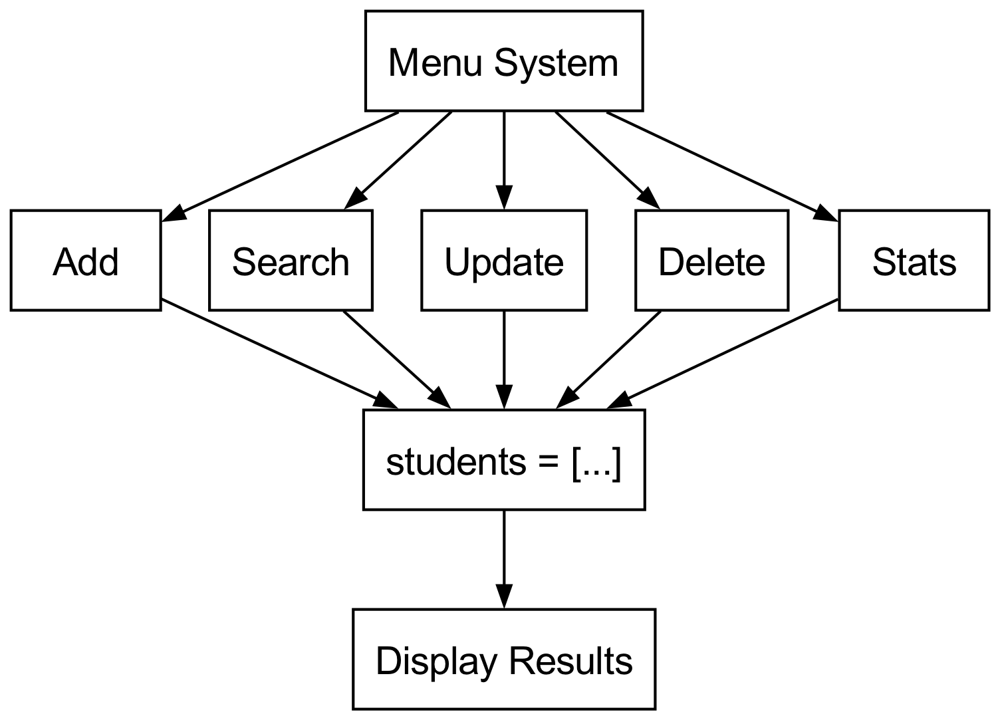 Menu System
Add
Search
Update
Delete
Stats
students = [...]
Display Results